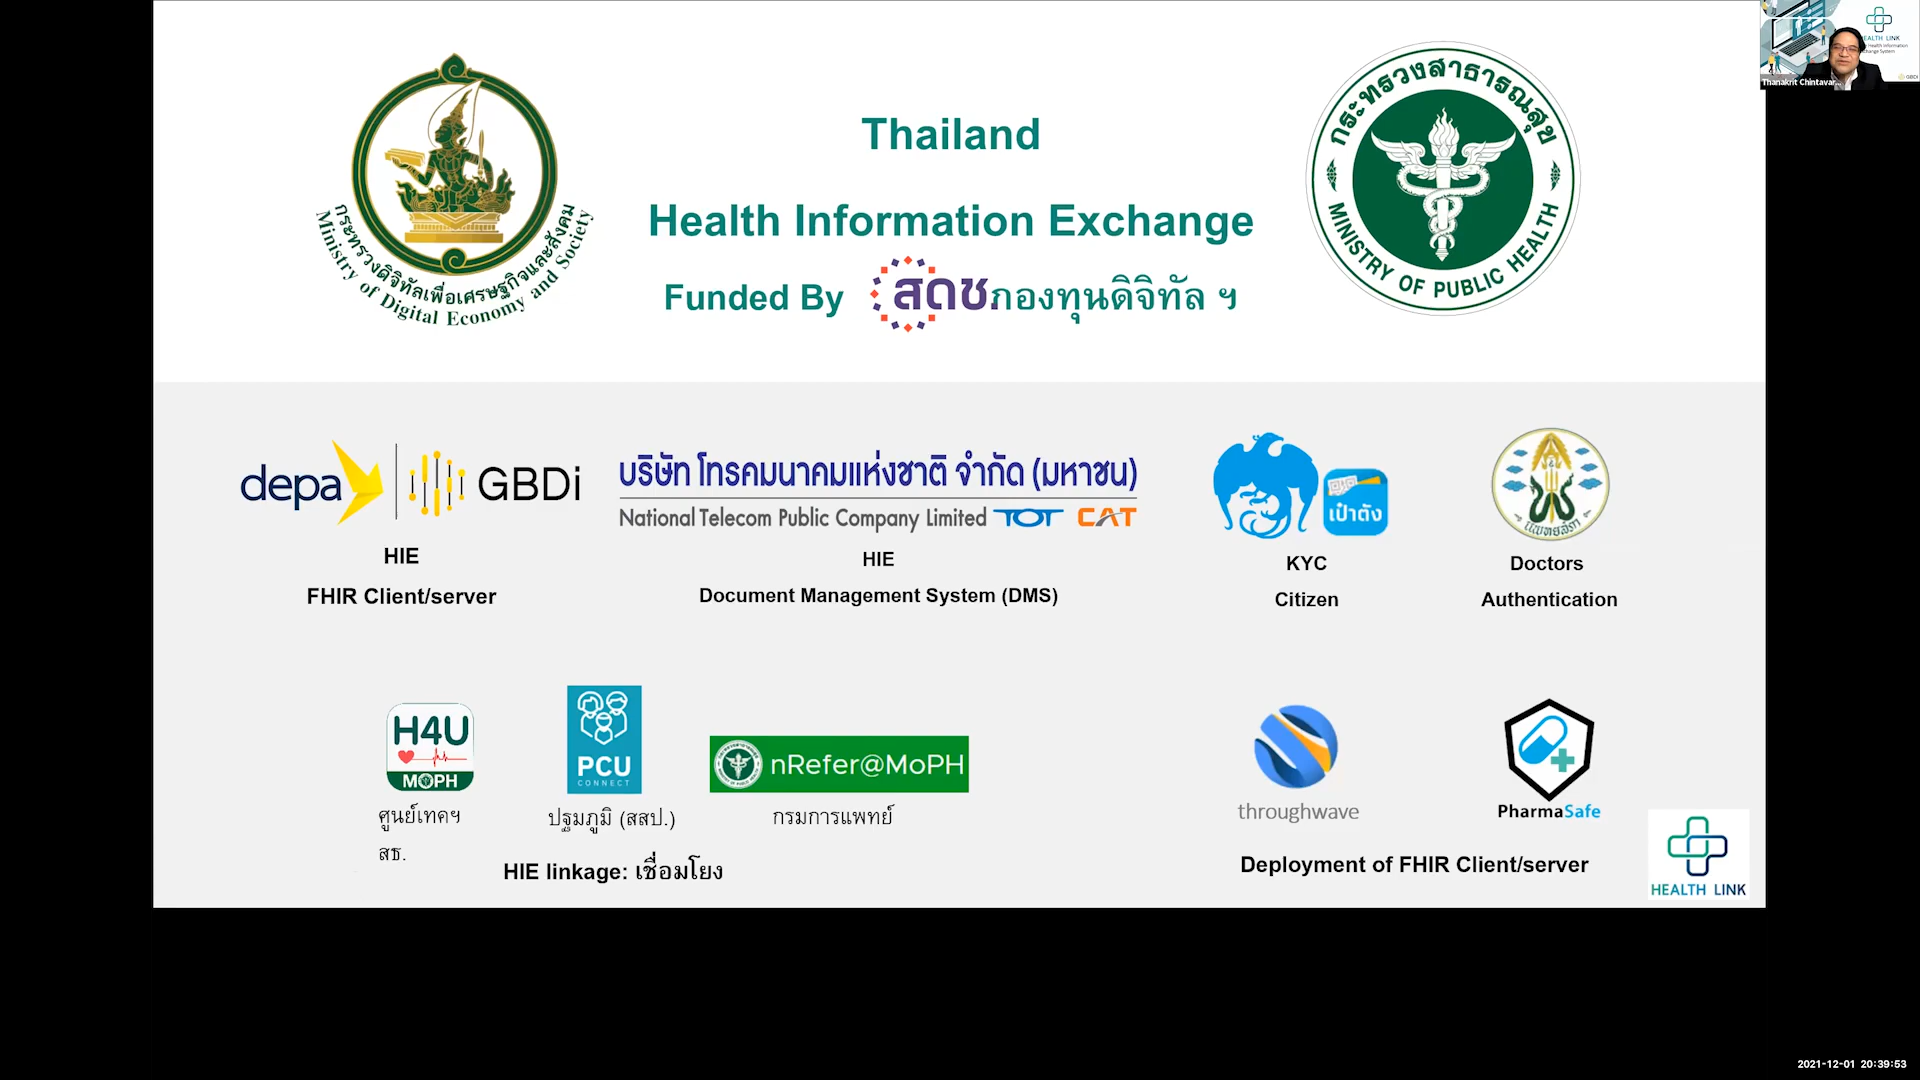 กระทรวงดิจิทัลเพื่อเศรษฐกิจและสังคม
Ministry of Digital Economy and Society
Thailand
Health Information Exchange
Funded By สดช.กองทุนดิจิทัล ฯ
กระทรวงสาธารณสุข
MINISTRY OF PUBLIC HEALTH
HEALTH LINK
Health Information
Thanakrit Chintavar...
GBDi
depa GBDi
HIE
FHIR Client/server
บริษัท โทรคมนาคมแห่งชาติ จำกัด (มหาชน)
National Telecom Public Company Limited TOT CAT
HIE
Document Management System (DMS)
เป๋าตัง
KYC
Citizen
แพทยสภา
Doctors
Authentication
H4U
MOPH
ศูนย์เทคฯ
สธ.
PCU
CONNECT
ปฐมภูมิ (สสป.)
nRefer@MoPH
กรมการแพทย์
HIE linkage: เชื่อมโยง
throughwave
PharmaSafe
Deployment of FHIR Client/server
HEALTH LINK
2021-12-01 20:39:53